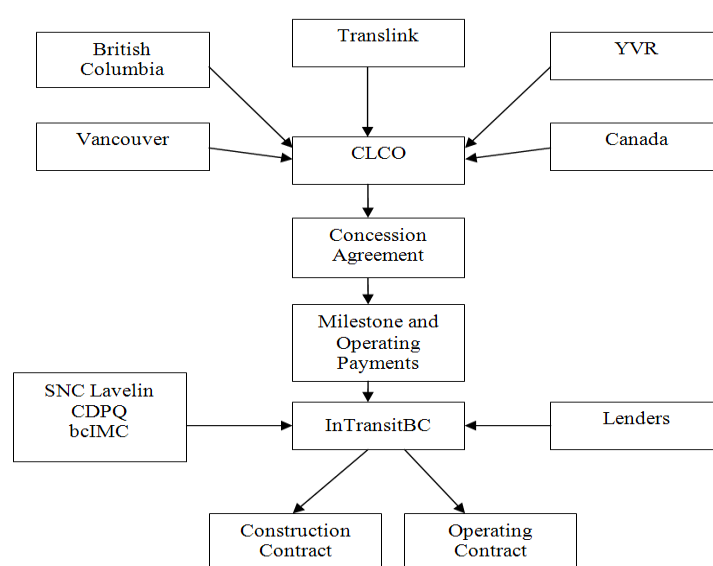 Translink
British
Columbia
YVR
Vancouver
CLCO
Canada
Concession
Agreement
Milestone and
Operating
Payments
SNC Lavelin
CDPQ
bcIMC
InTransitBC
Lenders
Construction
Contract
Operating
Contract